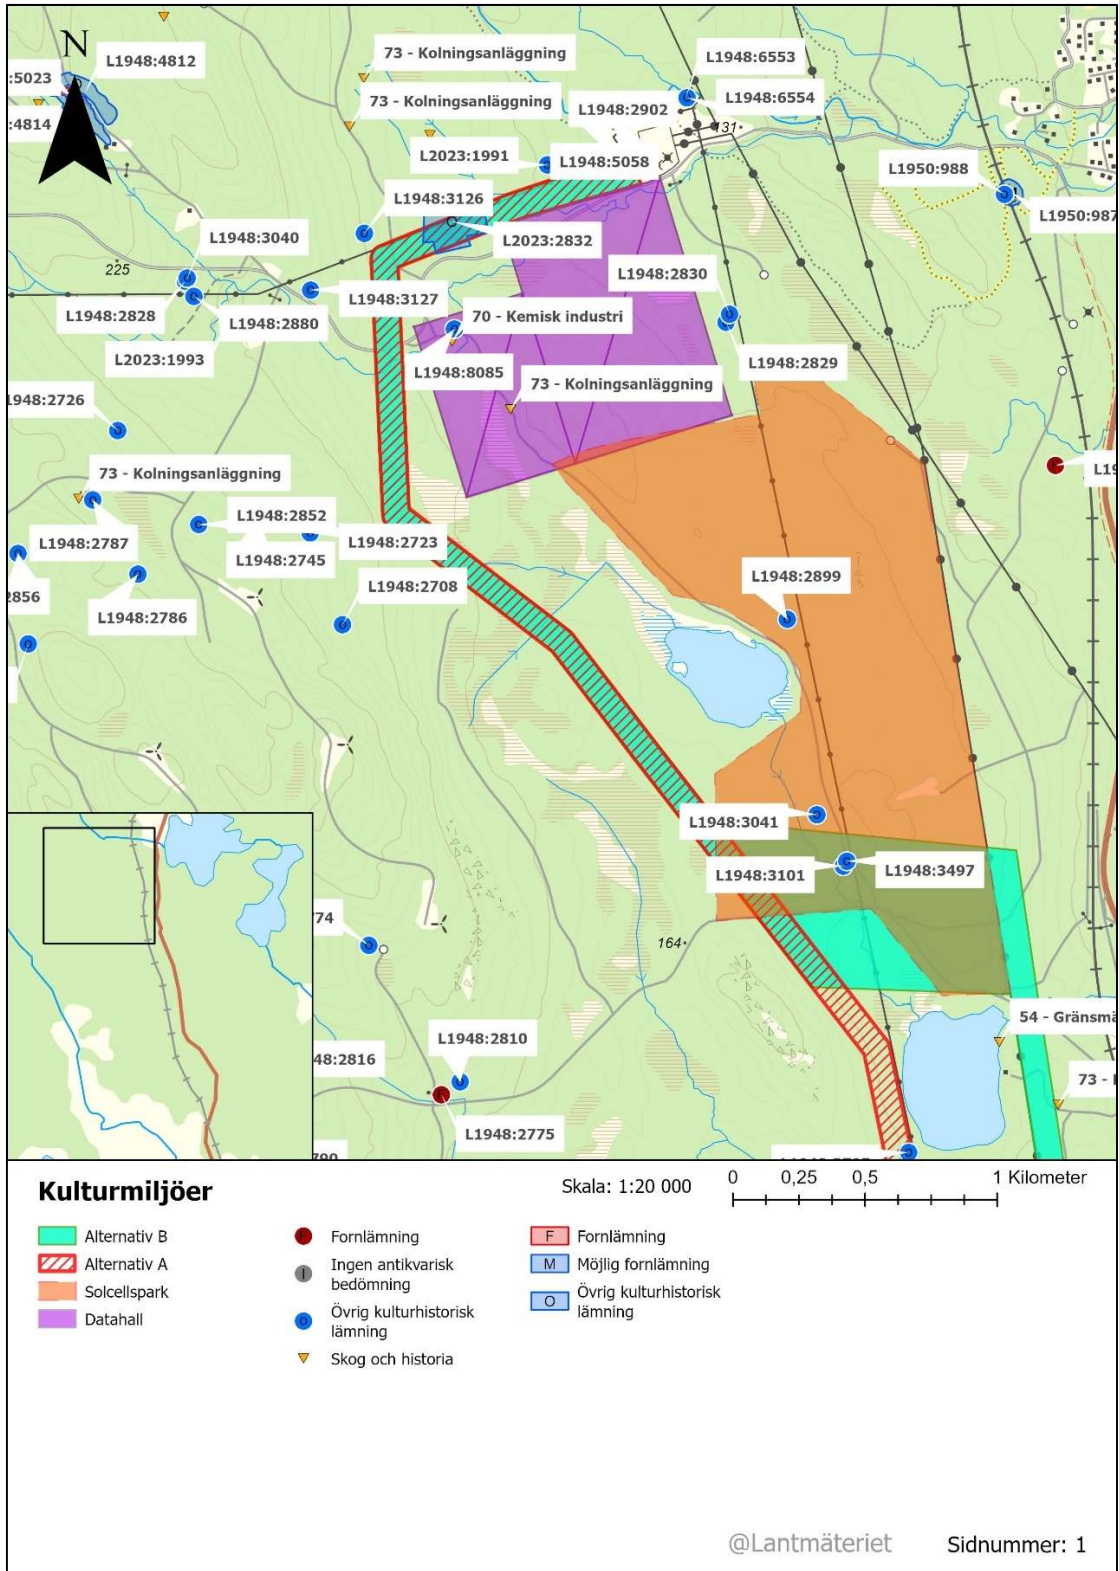 N
L1948:4812
:5023
:4814
73 - Kolningsanläggning
73 - Kolningsanläggning
L1948:6553
L1948:6554
L1948:2902
131
L2023:1991
L1948:5058
L1950:988
L1950:987
L1948:3126
L2023:2832
L1948:3040
225
L1948:3127
L1948:2828
L1948:2880
L2023:1993
L1948:2830
70 - Kemisk industri
L1948:2829
L1948:8085
73 - Kolningsanläggning
L1948:2726
F
L19
73 - Kolningsanläggning
L1948:2852
L1948:2787
L1948:2745
L1948:2723
L1948:2899
2856
L1948:2786
L1948:2708
L1948:3041
L1948:3101
L1948:3497
774
164
54 - Gränsmä
L1948:2810
948:2816
73 -
F
L1948:2775
Kulturmiljöer
Skala: 1:20 000
0 0,25 0,5 1 Kilometer
Alternativ B
Alternativ A
Solcellspark
Datahall
F Fornlämning
I Ingen antikvarisk
bedömning
O Övrig kulturhistorisk
lämning
Skog och historia
F Fornlämning
M Möjlig fornlämning
O Övrig kulturhistorisk
lämning
@Lantmäteriet
Sidnummer: 1